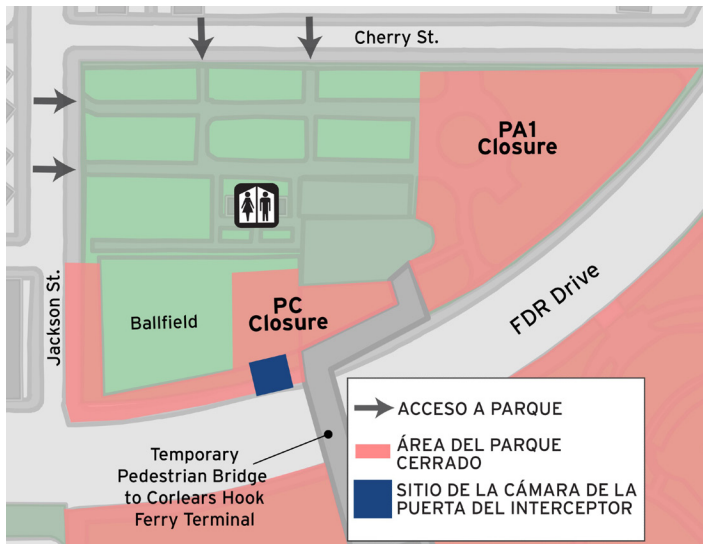 Cherry St.
PA1
Closure
Jackson St.
Ballfield
PC
Closure
FDR Drive
Temporary
Pedestrian Bridge
to Corlears Hook
Ferry Terminal
ACCESO A PARQUE
ÁREA DEL PARQUE
CERRADO
SITIO DE LA CÁMARA DE LA
PUERTA DEL INTERCEPTOR